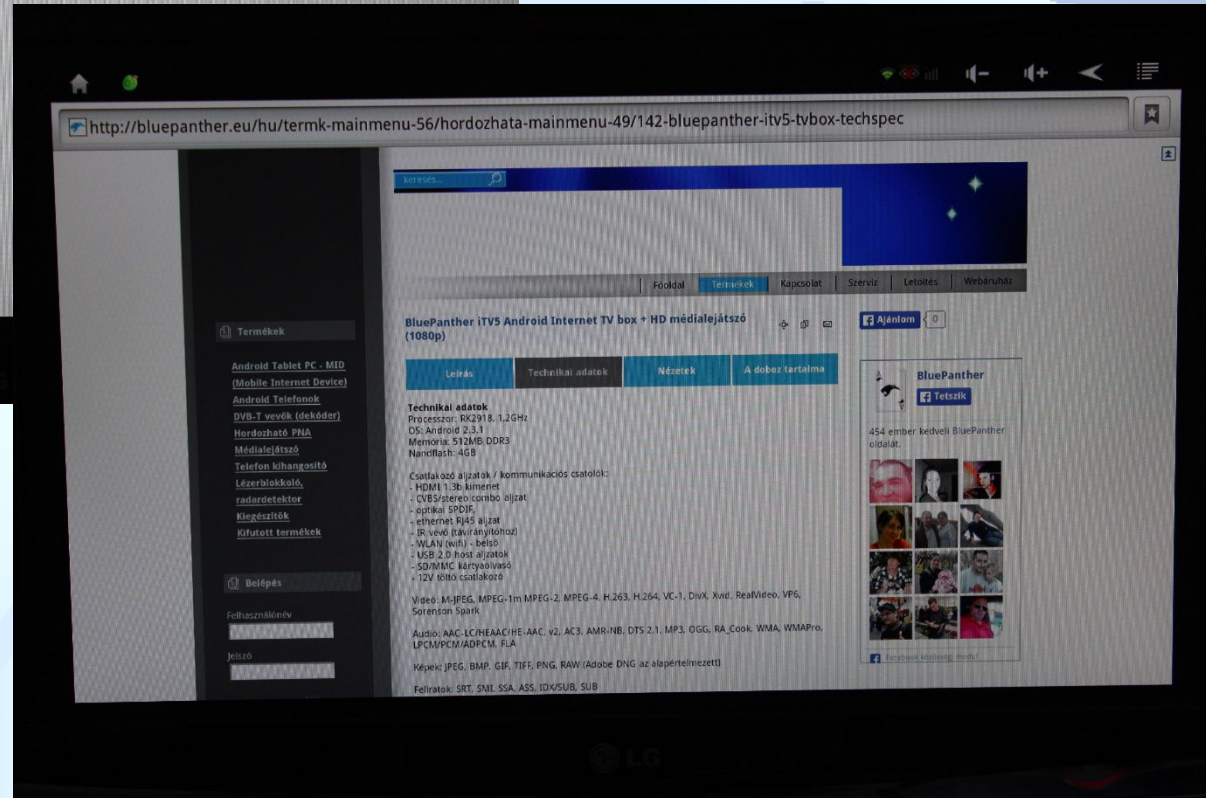 http://bluepanther.eu/hu/termk-mainmenu-56/hordozhata-mainmenu-49/142-bluepanther-itv5-tvbox-techspec
keresés...
Főoldal
Termékek
Kapcsolat
Szerviz
Letöltés
Webáruház
Termékek
Android Tablet PC - MID
(Mobile Internet Device)
Android Telefonok
DVB-T vevők (dekóder)
Hordozható PNA
Médialejátszó
Telefon kihangosító
Lézerblokkoló,
radardetektor
Kiegészítők
Kifutott termékek
Belépés
Felhasználónév
Jelszó
BluePanther iTV5 Android Internet TV box + HD médialejátszó
(1080p)
Leírás
Technikai adatok
Nézetek
A doboz tartalma
Technikai adatok
Processzor: RK2918, 1,2GHz
OS: Android 2.3.1
Memória: 512MB DDR3
Nandflash: 4GB
Csatlakozó aljzatok / kommunikációs csatolók:
- HDMI 1.3b kimenet
- CVBS/stereo combo aljzat
- optikai SPDIF,
- ethernet RJ45 aljzat
- IR vevő (távirányítóhoz)
- WLAN (wifi) - belső
- USB 2.0 host aljzatok
- SD/MMC kártyaolvasó
- 12V töltő csatlakozó
Videó: M-JPEG, MPEG-1m MPEG-2, MPEG-4, H.263, H.264, VC-1, DivX, Xvid, RealVideo, VP6,
Sorenson Spark
Audió: AAC-LC/HEAAC/HE-AAC, v2, AC3, AMR-NB, DTS 2.1, MP3, OGG, RA_Cook, WMA, WMAPro,
LPCM/PCM/ADPCM, FLA
Képek: JPEG, BMP, GIF, TIFF, PNG, RAW (Adobe DNG az alapértelmezett)
Feliratok: SRT, SMI, SSA, ASS, IDX/SUB, SUB
Ajánlom
0
BluePanther
Tetszik
454 ember kedveli BluePanther
oldalát.
Facebook közösségi modul
LG